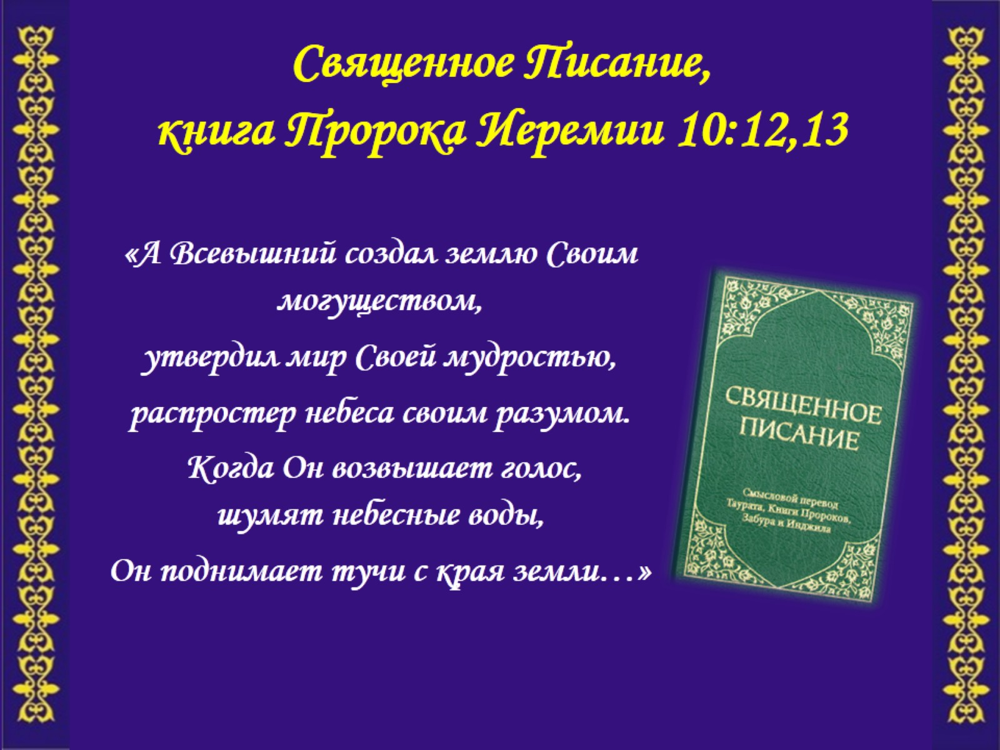 Священное Писание,
книга Пророка Иеремии 10:12,13
«А Всевышний создал землю Своим
могуществом,
утвердил мир Своей мудростью,
распростер небеса своим разумом.
Когда Он возвышает голос,
шумят небесные воды,
Он поднимает тучи с края земли…»
СВЯЩЕННОЕ
ПИСАНИЕ
Смысловой перевод
Таурата, Книги Пророков,
Забура и Инджила